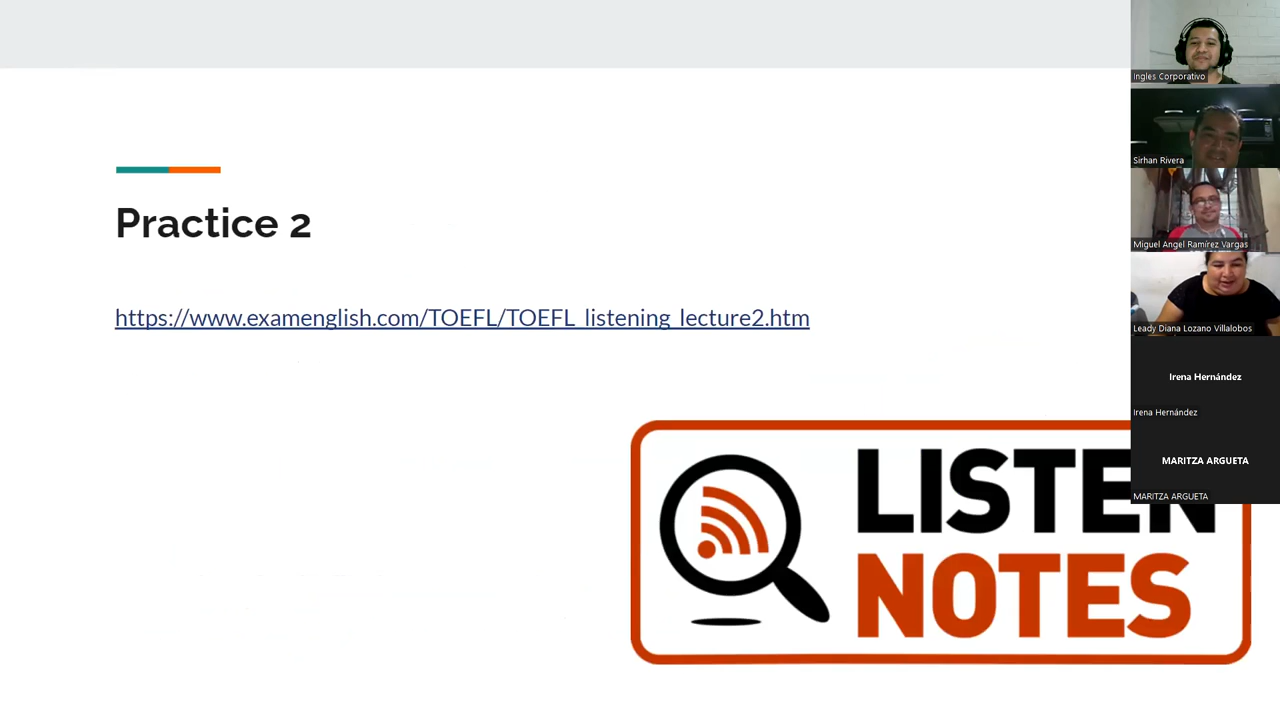 Practice 2
https://www.examenglish.com/TOEFL/TOEFL_listening_lecture2.htm
LISTEN
NOTES
Ingles Corporativo
Sirhan Rivera
Miguel Angel Ramírez Vargas
Leady Diana Lozano Villalobos
Irena Hernández
Irena Hernández
MARITZA ARGUETA
MARITZA ARGUETA